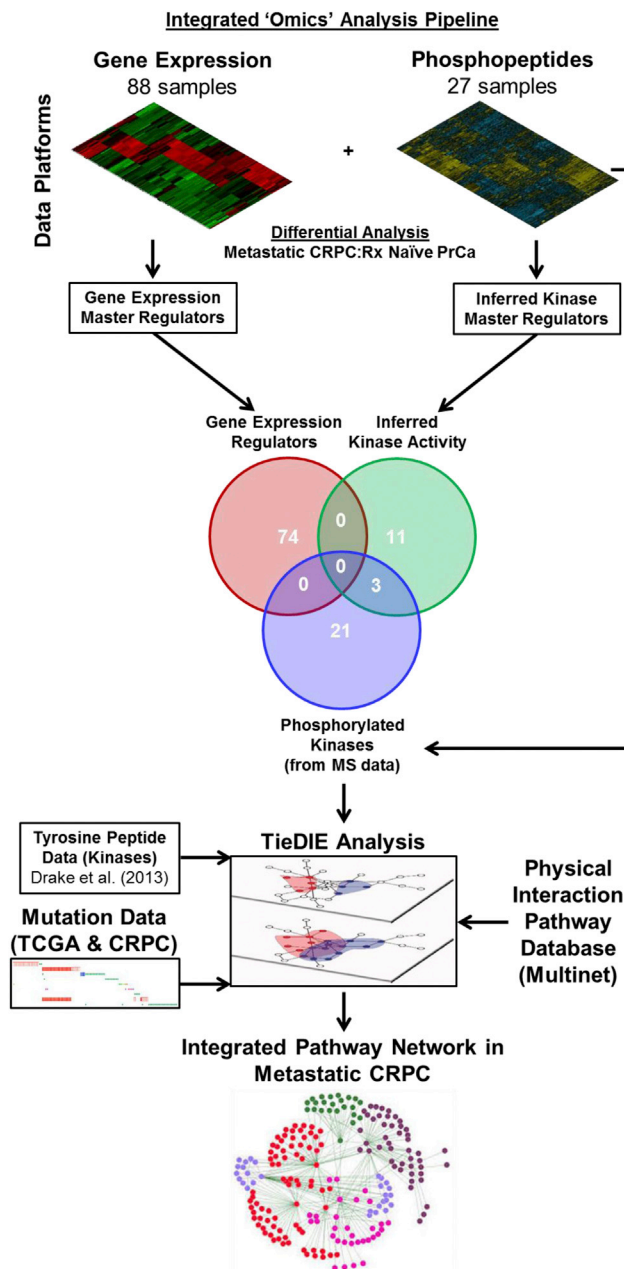 Integrated ‘Omics’ Analysis Pipeline
Gene Expression
88 samples
Phosphopeptides
27 samples
Data Platforms
+
Differential Analysis
Metastatic CRPC:Rx Naïve PrCa
Gene Expression
Master Regulators
Inferred Kinase
Master Regulators
Gene Expression
Regulators
Inferred
Kinase Activity
74
0
11
0
0
3
21
Phosphorylated
Kinases
(from MS data)
Tyrosine Peptide
Data (Kinases)
Drake et al. (2013)
TieDIE Analysis
Physical
Interaction
Pathway
Database
(Multinet)
Mutation Data
(TCGA & CRPC)
Integrated Pathway Network in
Metastatic CRPC